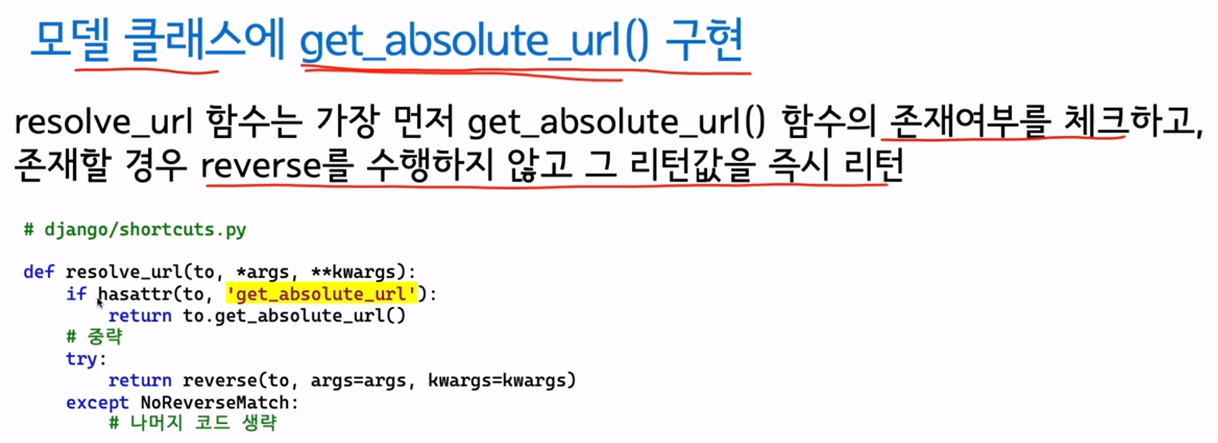 모델 클래스에 get_absolute_url() 구현
resolve_url 함수는 가장 먼저 get_absolute_url() 함수의 존재여부를 체크하고,
존재할 경우 reverse를 수행하지 않고 그 리턴값을 즉시 리턴
# django/shortcuts.py
def resolve_url(to, *args, **kwargs):
    if hasattr(to, 'get_absolute_url'):
        return to.get_absolute_url()
    # 중략
    try:
        return reverse(to, args=args, kwargs=kwargs)
    except NoReverseMatch:
        # 나머지 코드 생략